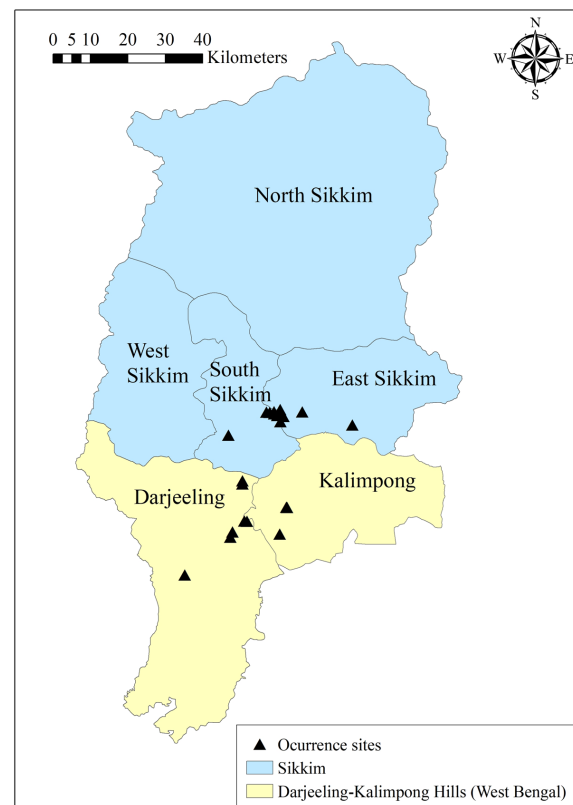 N
W E
S
0 5 10 20 30 40
Kilometers
North Sikkim
West
Sikkim
South
Sikkim
East Sikkim
Darjeeling
Kalimpong
Ocurrence sites
Sikkim
Darjeeling-Kalimpong Hills (West Bengal)